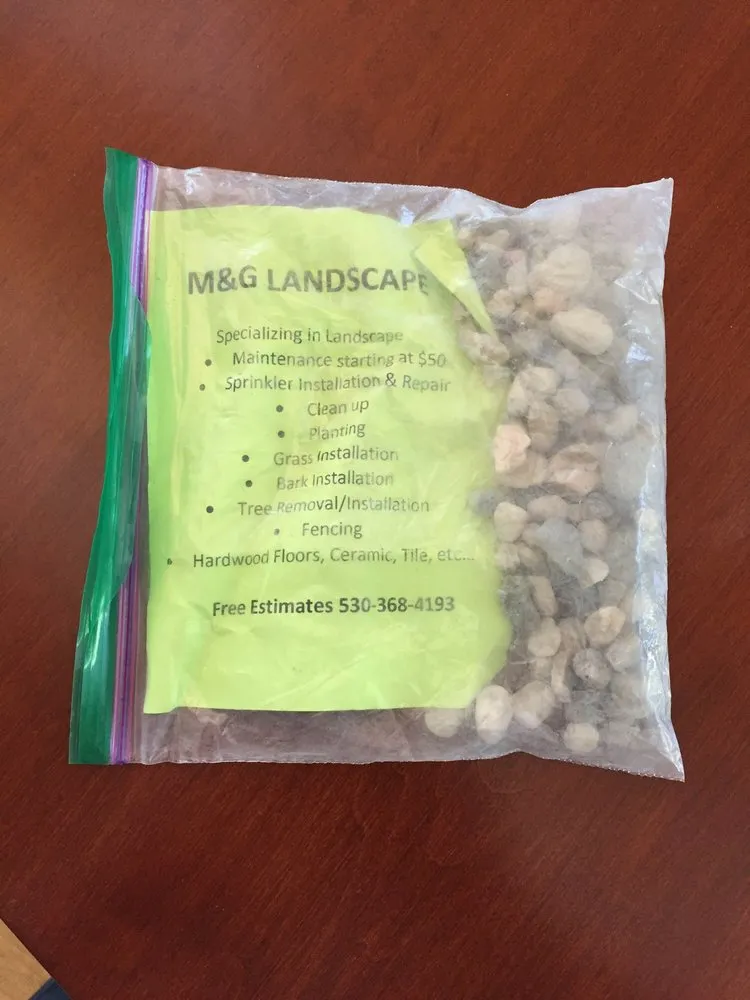 M&G LANDSCAPE
Specializing in Landscape
• Maintenance starting at $50
• Sprinkler Installation & Repair
• Clean up
• Planting
• Grass Installation
• Bark Installation
• Tree Removal/Installation
• Fencing
• Hardwood Floors, Ceramic, Tile, etc...
Free Estimates 530-368-4193